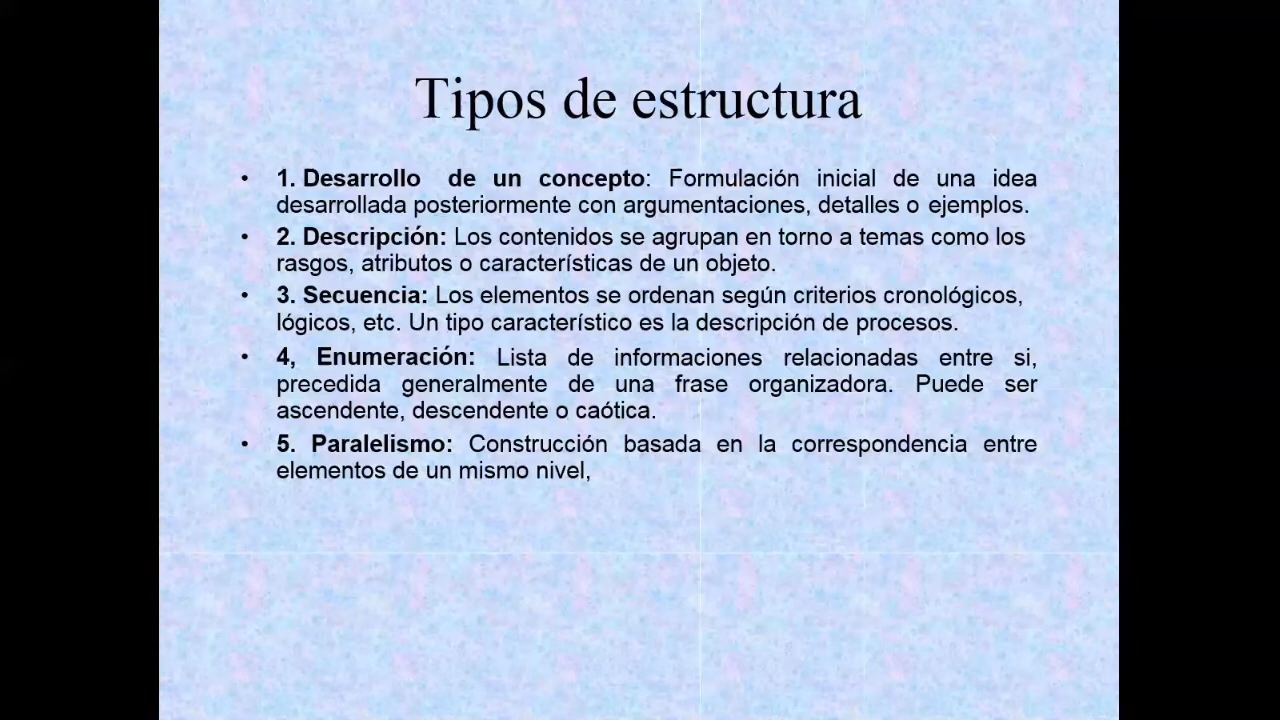 Tipos de estructura
• 1. Desarrollo de un concepto: Formulación inicial de una idea
desarrollada posteriormente con argumentaciones, detalles o ejemplos.
• 2. Descripción: Los contenidos se agrupan en torno a temas como los
rasgos, atributos o características de un objeto.
• 3. Secuencia: Los elementos se ordenan según criterios cronológicos,
lógicos, etc. Un tipo característico es la descripción de procesos.
• 4, Enumeración: Lista de informaciones relacionadas entre si,
precedida generalmente de una frase organizadora. Puede ser
ascendente, descendente o caótica.
• 5. Paralelismo: Construcción basada en la correspondencia entre
elementos de un mismo nivel,